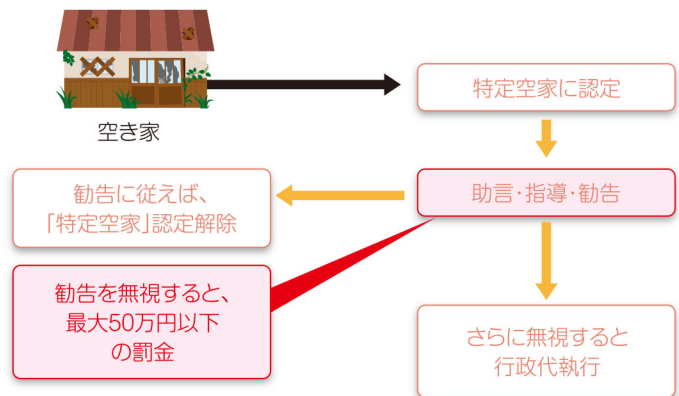 空き家
特定空家に認定
助言・指導・勧告
勧告に従えば、
「特定空家」認定解除
勧告を無視すると、
最大50万円以下
の罰金
さらに無視すると
行政代執行